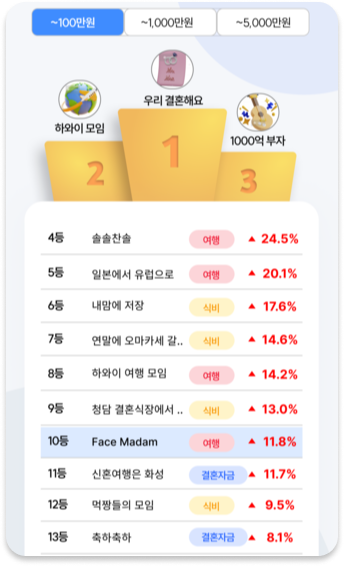 ~100만원 ~1,000만원 ~5,000만원
우리 결혼해요
하와이 모임
1000억 부자
1
2
3
4등 솔솔찬솔 여행 ▲ 24.5%
5등 일본에서 유럽으로 여행 ▲ 20.1%
6등 내맘에 저장 식비 ▲ 17.6%
7등 연말에 오마카세 갈.. 식비 ▲ 14.6%
8등 하와이 여행 모임 여행 ▲ 14.2%
9등 청담 결혼식장에서 .. 식비 ▲ 13.0%
10등 Face Madam 여행 ▲ 11.8%
11등 신혼여행은 화성 결혼자금 ▲ 11.7%
12등 먹짱들의 모임 식비 ▲ 9.5%
13등 축하축하 결혼자금 ▲ 8.1%